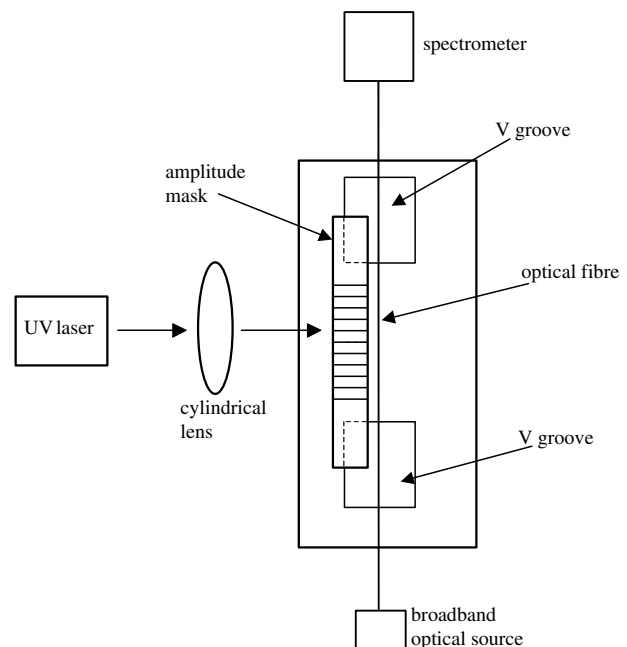 spectrometer
V groove
amplitude
mask
optical fibre
UV laser
cylindrical
lens
V groove
broadband
optical source